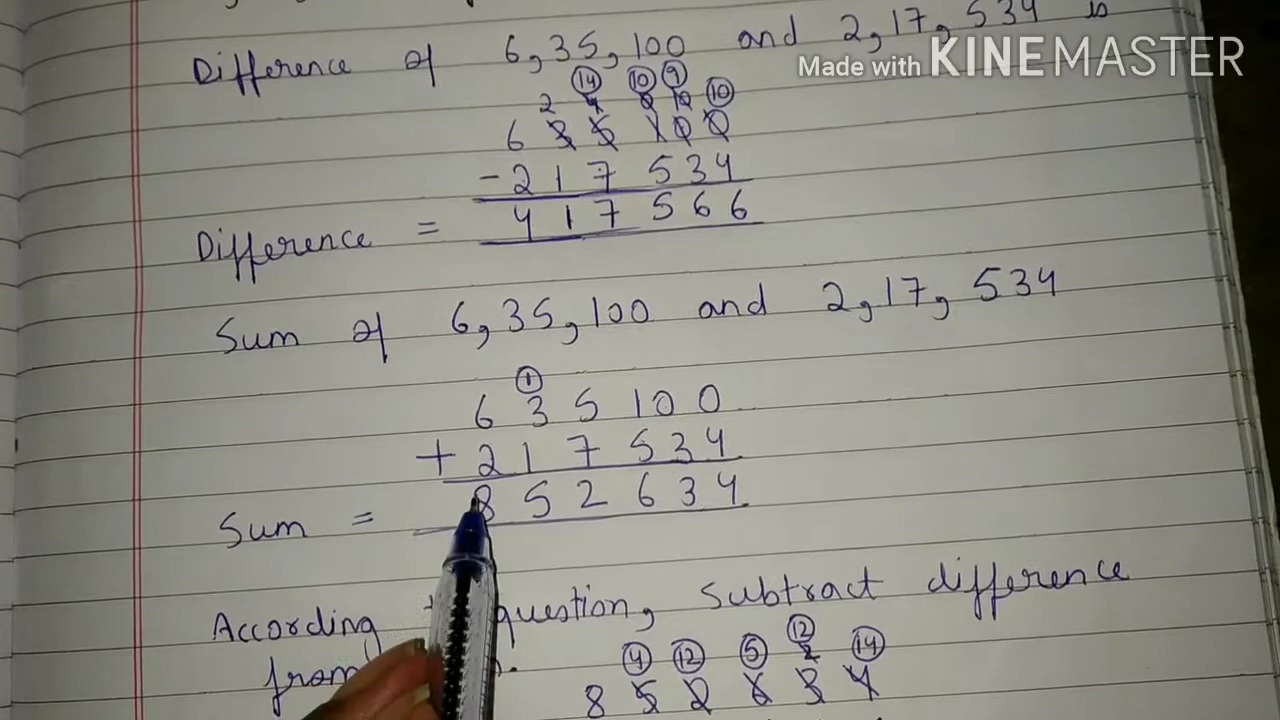 Difference of 6,35,100 and 2,17,534 is
Made with KINEMASTER
14 10 9
2 4 0 10 10
6 3 5 1 0 0
- 2 1 7 5 3 4
Difference = 4 1 7 5 6 6
Sum of 6,35,100 and 2,17,534
1
6 3 5 1 0 0
+ 2 1 7 5 3 4
Sum = 8 5 2 6 3 4
According question, subtract difference
from
12
4 12 5 2 14
8 5 2 6 3 4